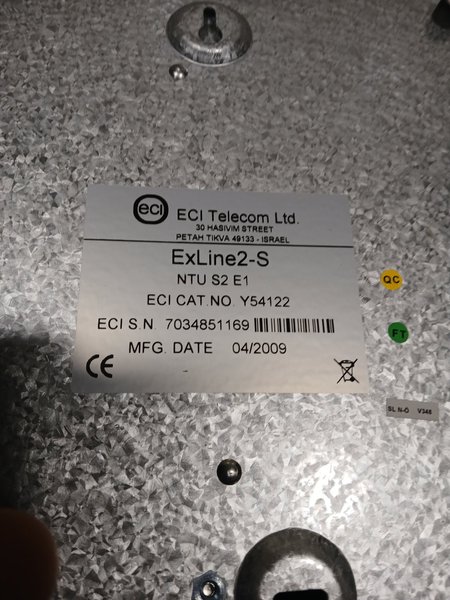 eci ECI Telecom Ltd.
30 HASIVIM STREET
PETAH TIKVA 49133 - ISRAEL
ExLine2-S
NTU S2 E1
ECI CAT.NO. Y54122
ECI S.N. 7034851169
MFG. DATE 04/2009
CE
QC
FT
SL N-O V346